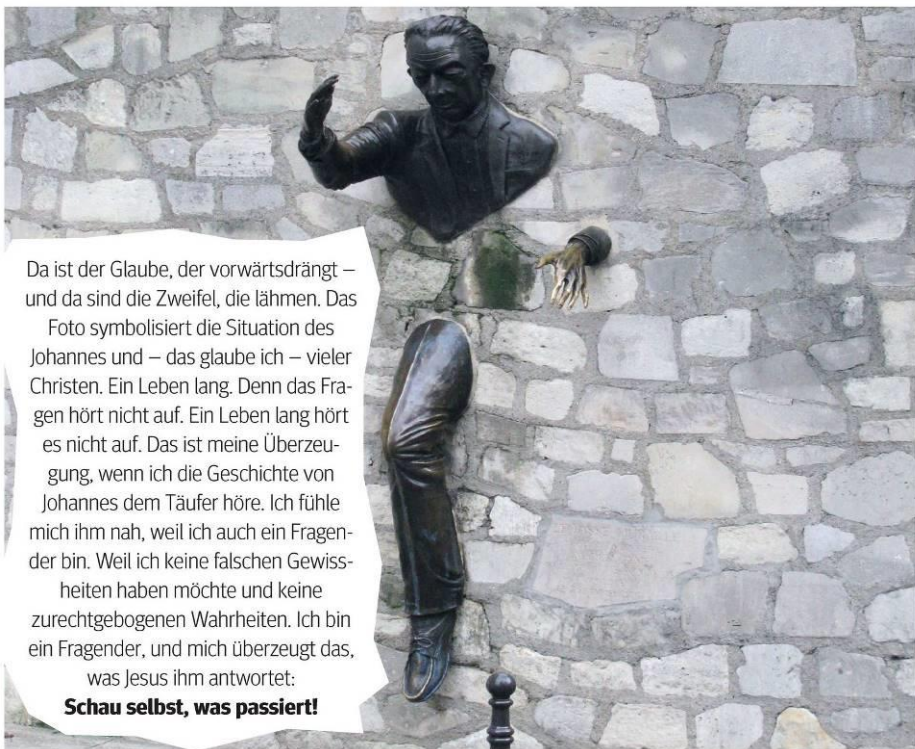 Da ist der Glaube, der vorwärtsdrängt –
und da sind die Zweifel, die lähmen. Das
Foto symbolisiert die Situation des
Johannes und – das glaube ich – vieler
Christen. Ein Leben lang. Denn das Fra-
gen hört nicht auf. Ein Leben lang hört
es nicht auf. Das ist meine Überzeu-
gung, wenn ich die Geschichte von
Johannes dem Täufer höre. Ich fühle
mich ihm nah, weil ich auch ein Fragen-
der bin. Weil ich keine falschen Gewiss-
heiten haben möchte und keine
zurechtgebogenen Wahrheiten. Ich bin
ein Fragender, und mich überzeugt das,
was Jesus ihm antwortet:
Schau selbst, was passiert!